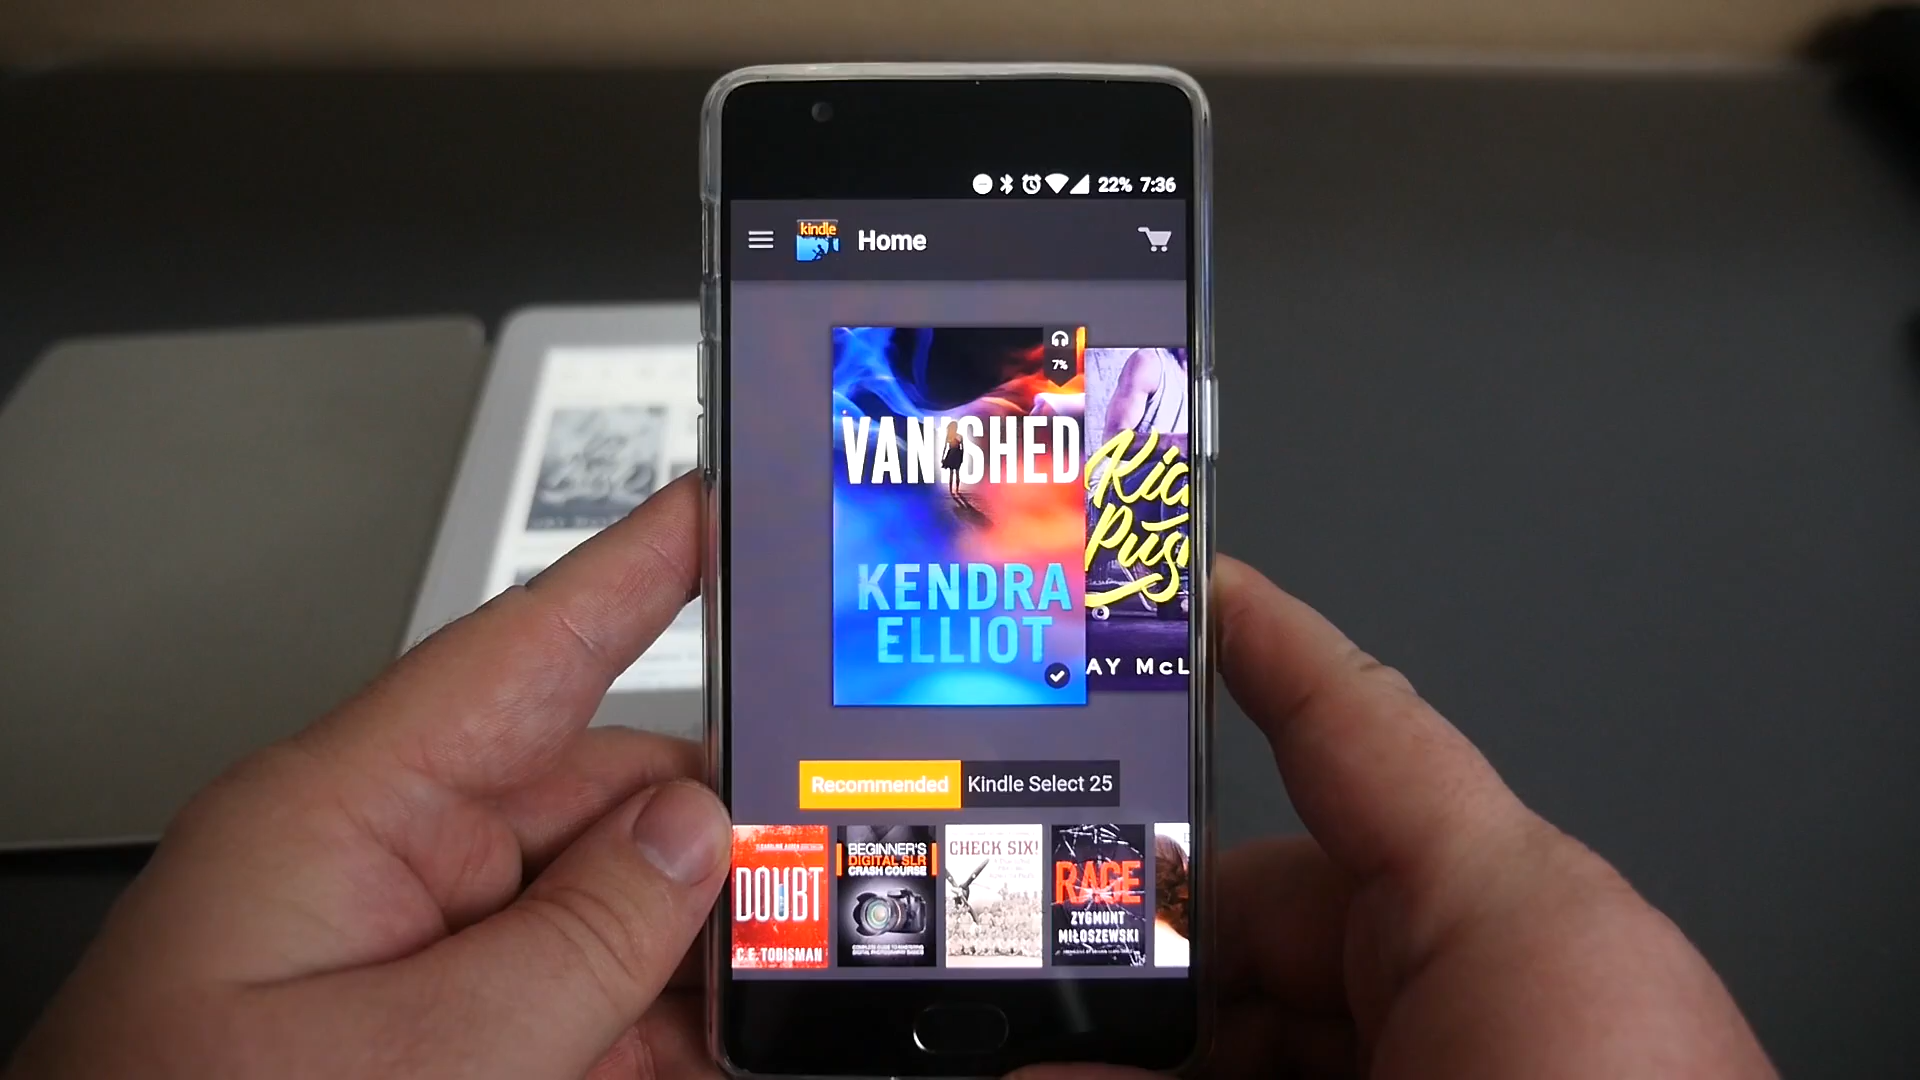 22% 7:36
kindle
Home
7%
VANISHED
KENDRA
ELLIOT
AY McL
Recommended
Kindle Select 25
DOUBT
C.E. TOBISMAN
BEGINNER'S
DIGITAL SLR
CRASH COURSE
CHECK SIX!
RAGE
ZYGMUNT
MIŁOSZEWSKI